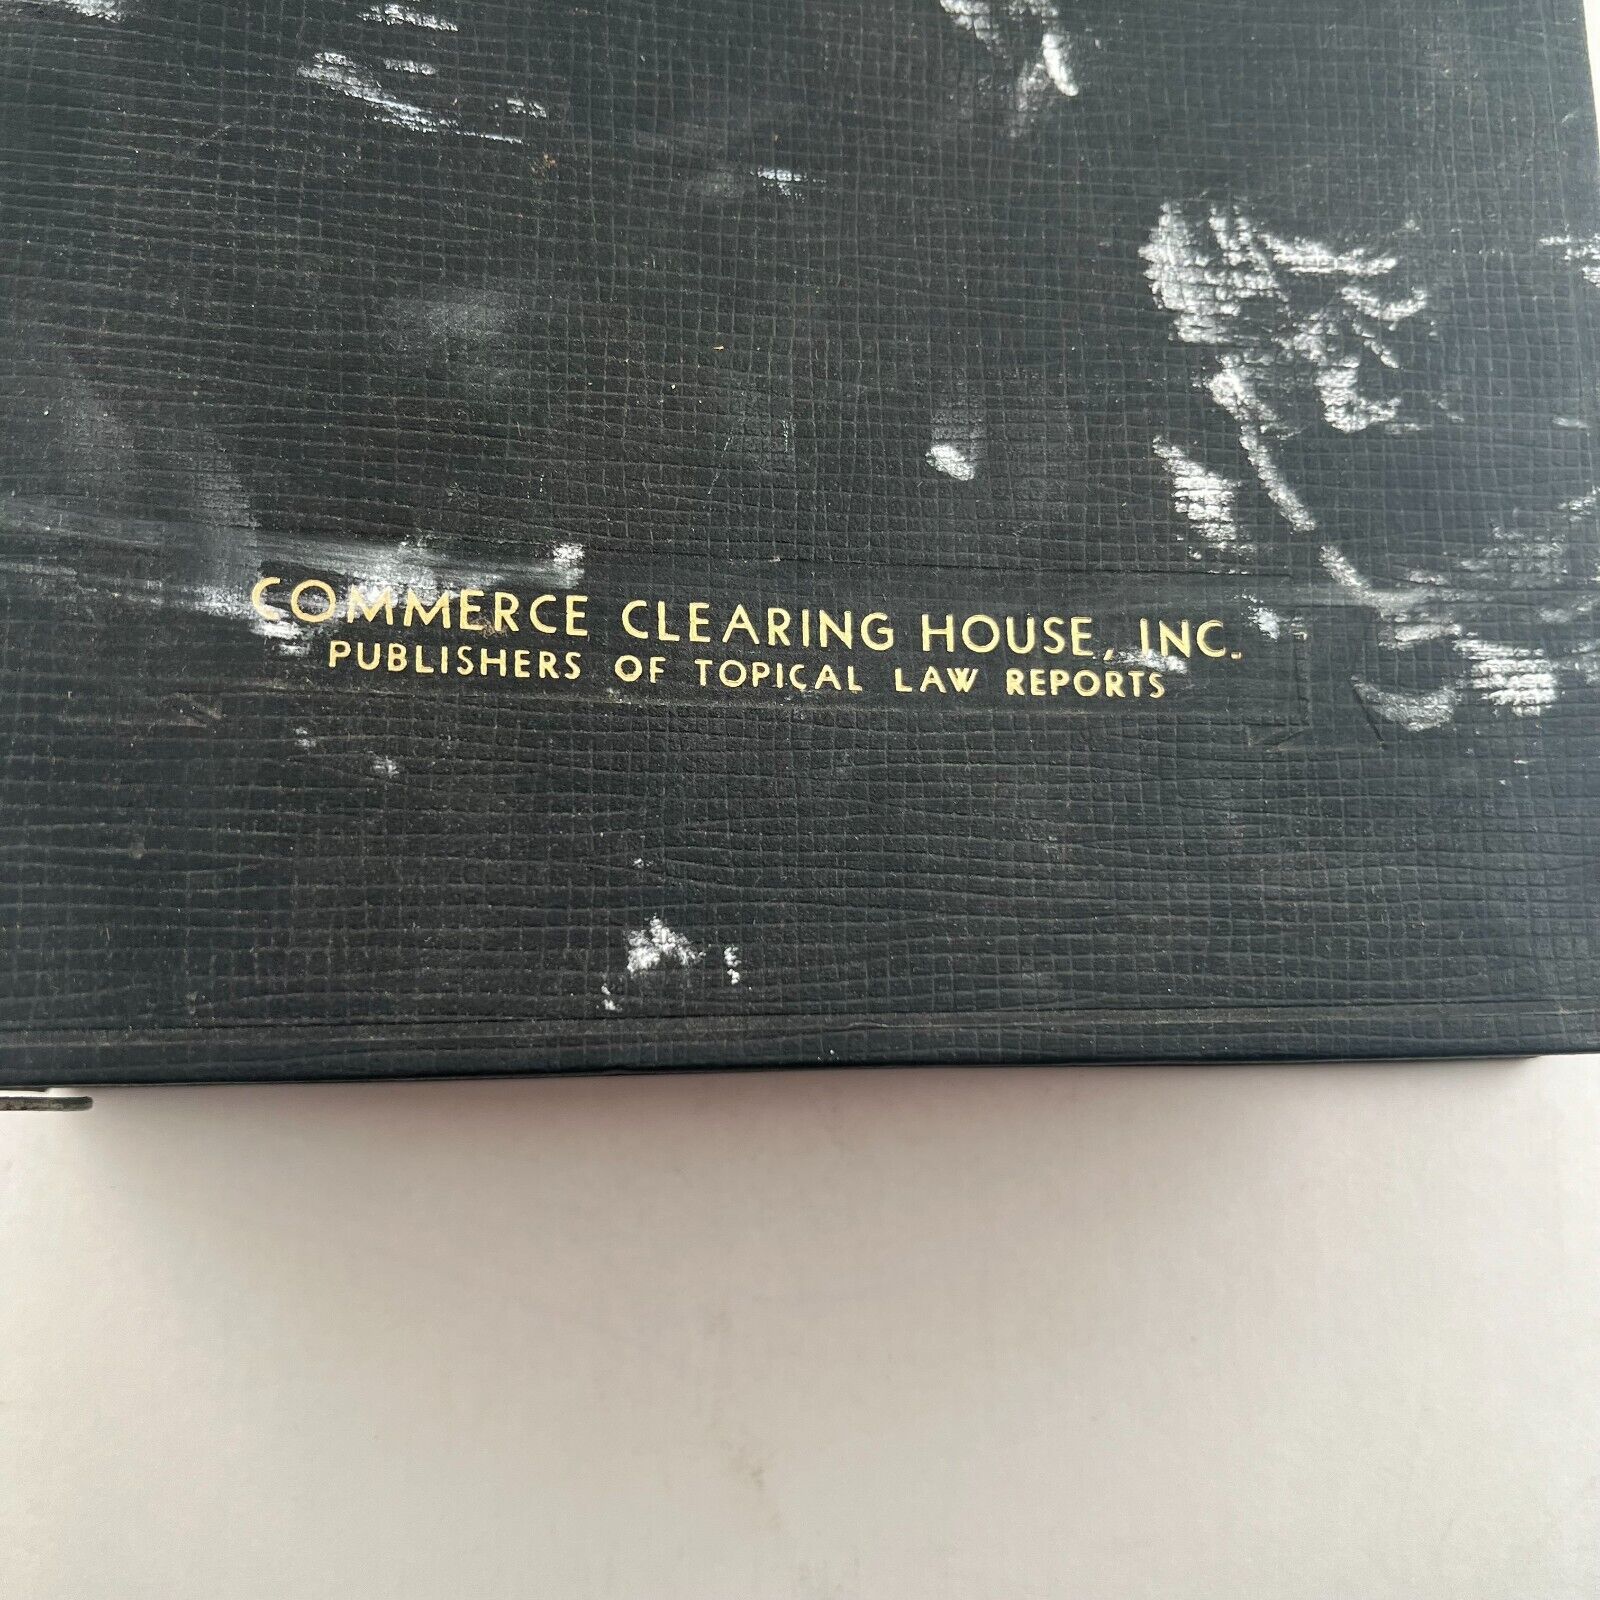 COMMERCE CLEARING HOUSE, INC.
PUBLISHERS OF TOPICAL LAW REPORTS